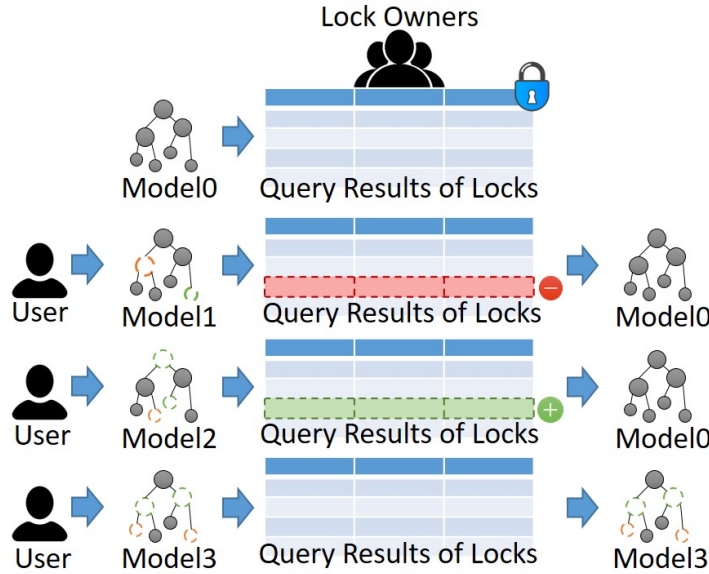 Lock Owners
Model0
Query Results of Locks
User
Model1
Query Results of Locks
Model0
User
Model2
Query Results of Locks
Model0
User
Model3
Query Results of Locks
Model3